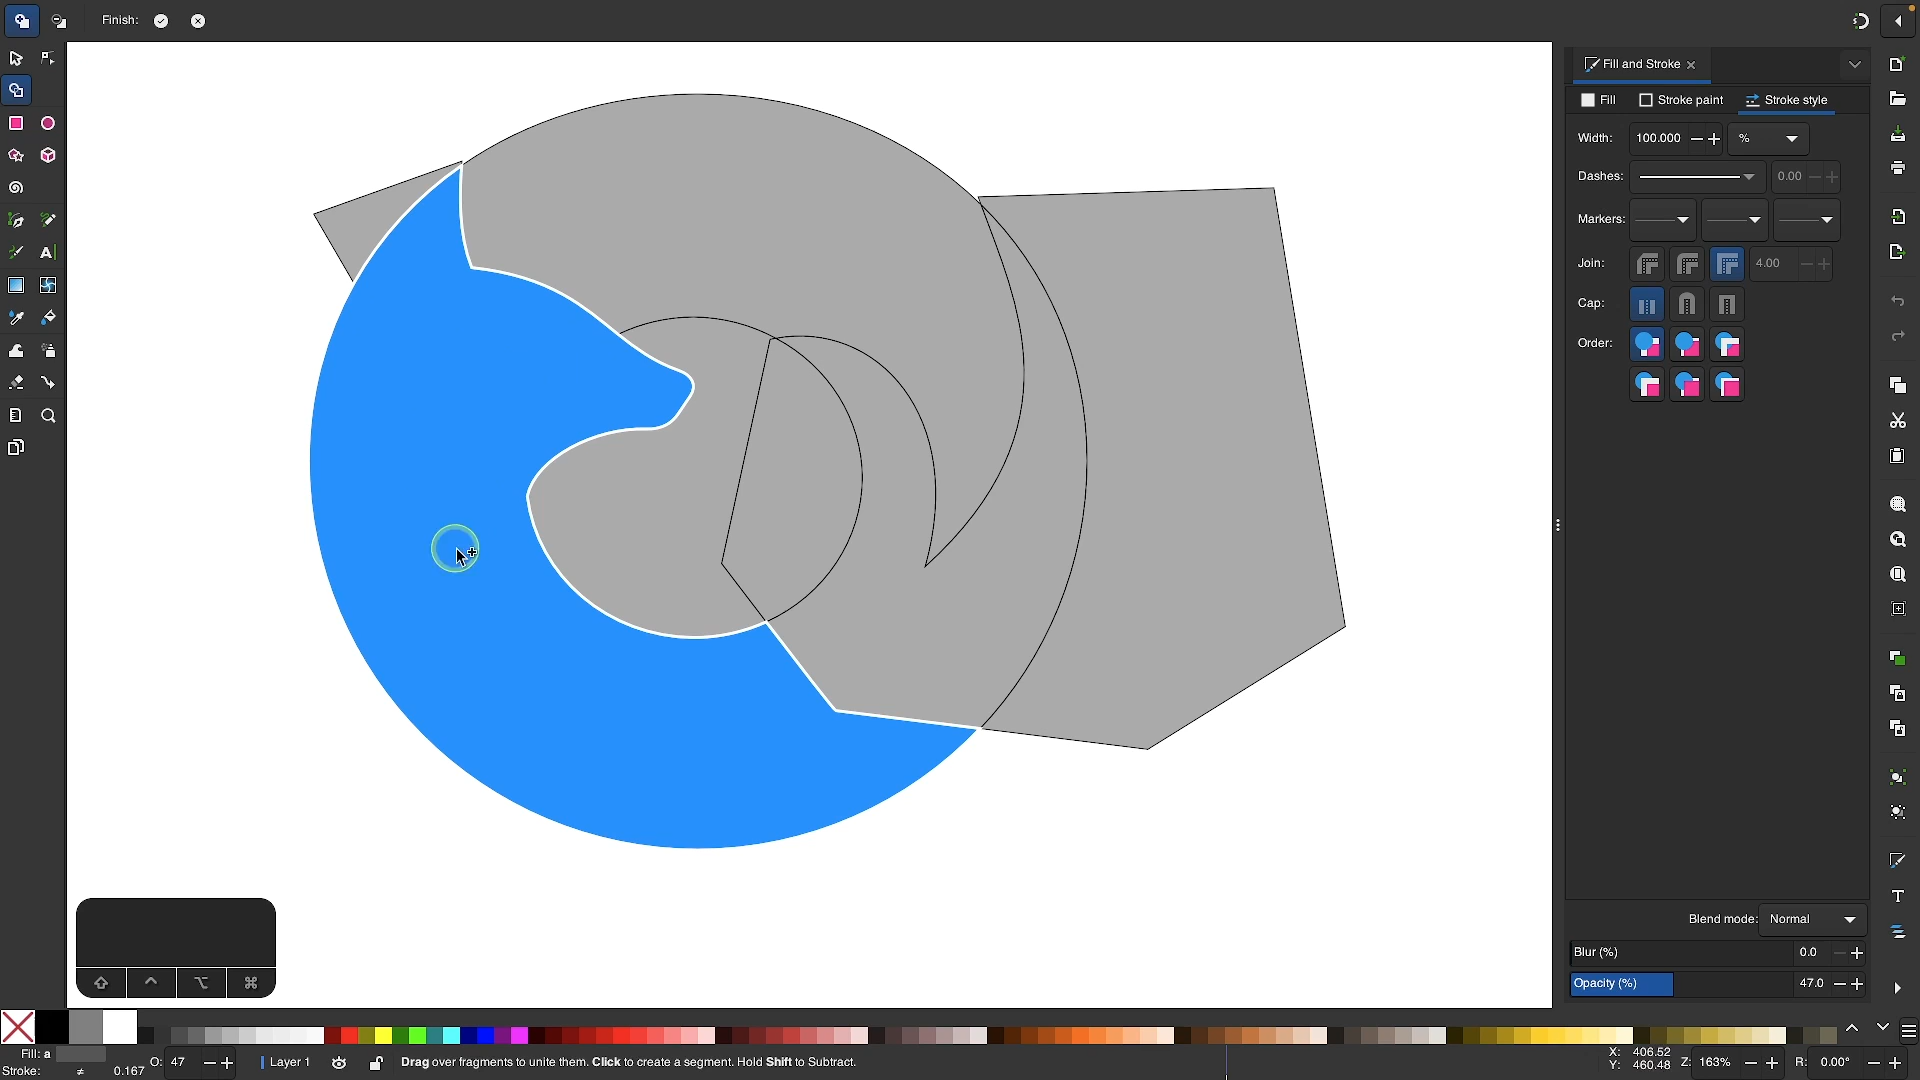 Finish:
Fill and Stroke
Fill
Stroke paint
Stroke style
Width:
100.000
%
Dashes:
0.00
Markers:
Join:
4.00
Cap:
Order:
Blend mode:
Normal
Blur (%)
0.0
Opacity (%)
47.0
Fill: a
Stroke:
≠
0.167
O:
47
Layer 1
Drag over fragments to unite them. Click to create a segment. Hold Shift to Subtract.
X: 406.52
Y: 460.48
Z:
163%
R:
0.00°